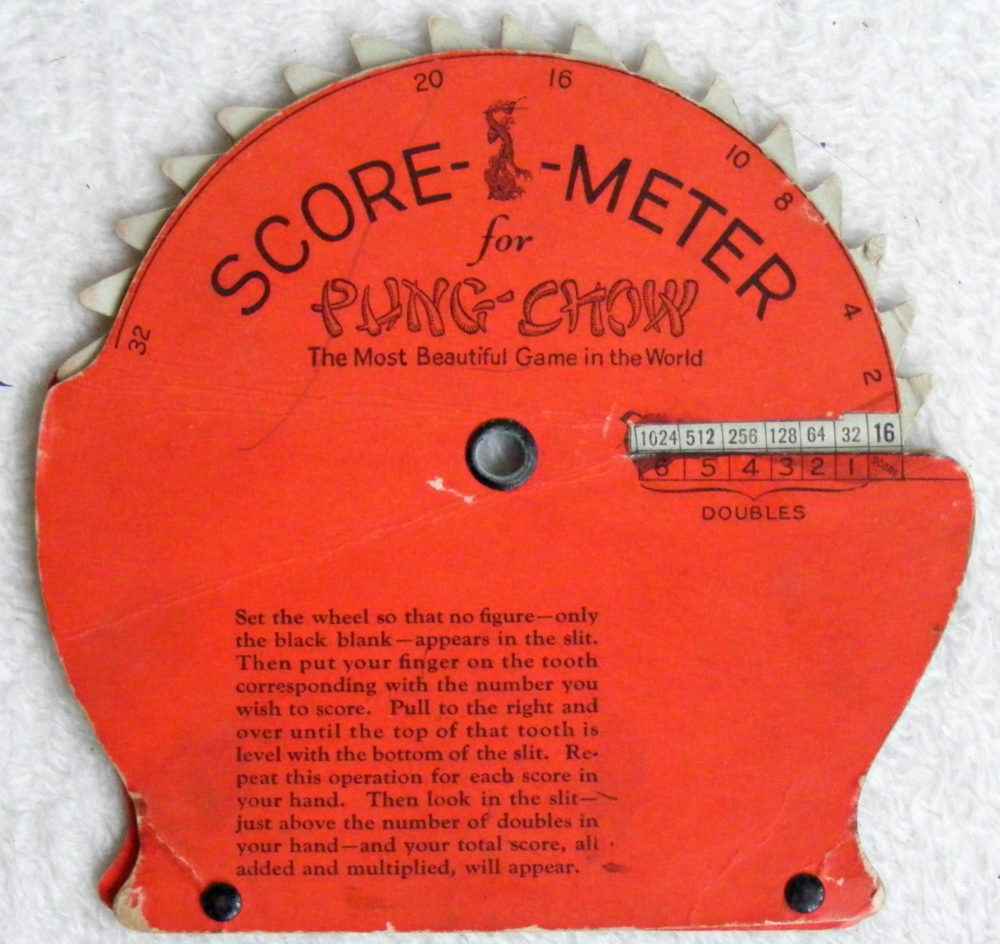 20 16
10
8
4
2
32
SCORE-METER
for
PUNG-CHOW
The Most Beautiful Game in the World
1024 512 256 128 64 32 16
6 5 4 3 2 1 SCORE
DOUBLES
Set the wheel so that no figure—only
the black blank—appears in the slit.
Then put your finger on the tooth
corresponding with the number you
wish to score. Pull to the right and
over until the top of that tooth is
level with the bottom of the slit. Re-
peat this operation for each score in
your hand. Then look in the slit—
just above the number of doubles in
your hand—and your total score, all
added and multiplied, will appear.